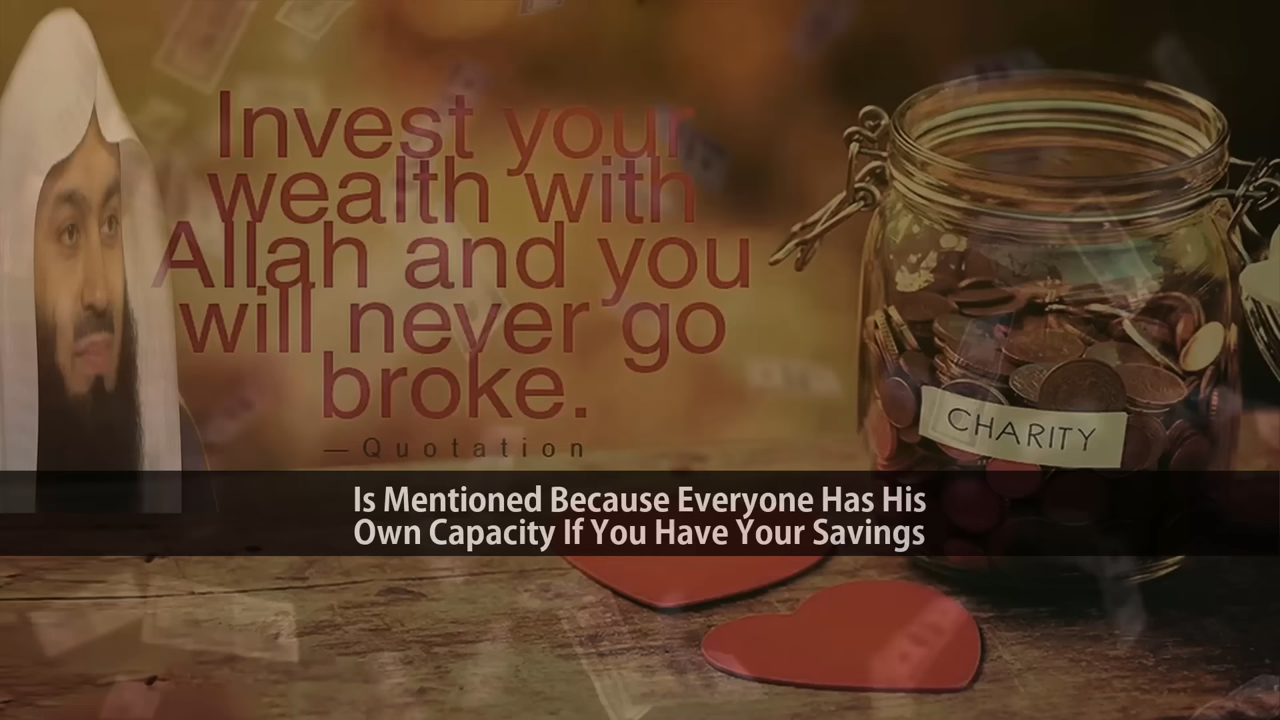 Invest your
wealth with
Allah and you
will never go
broke.
— Quotation
CHARITY
Is Mentioned Because Everyone Has His
Own Capacity If You Have Your Savings